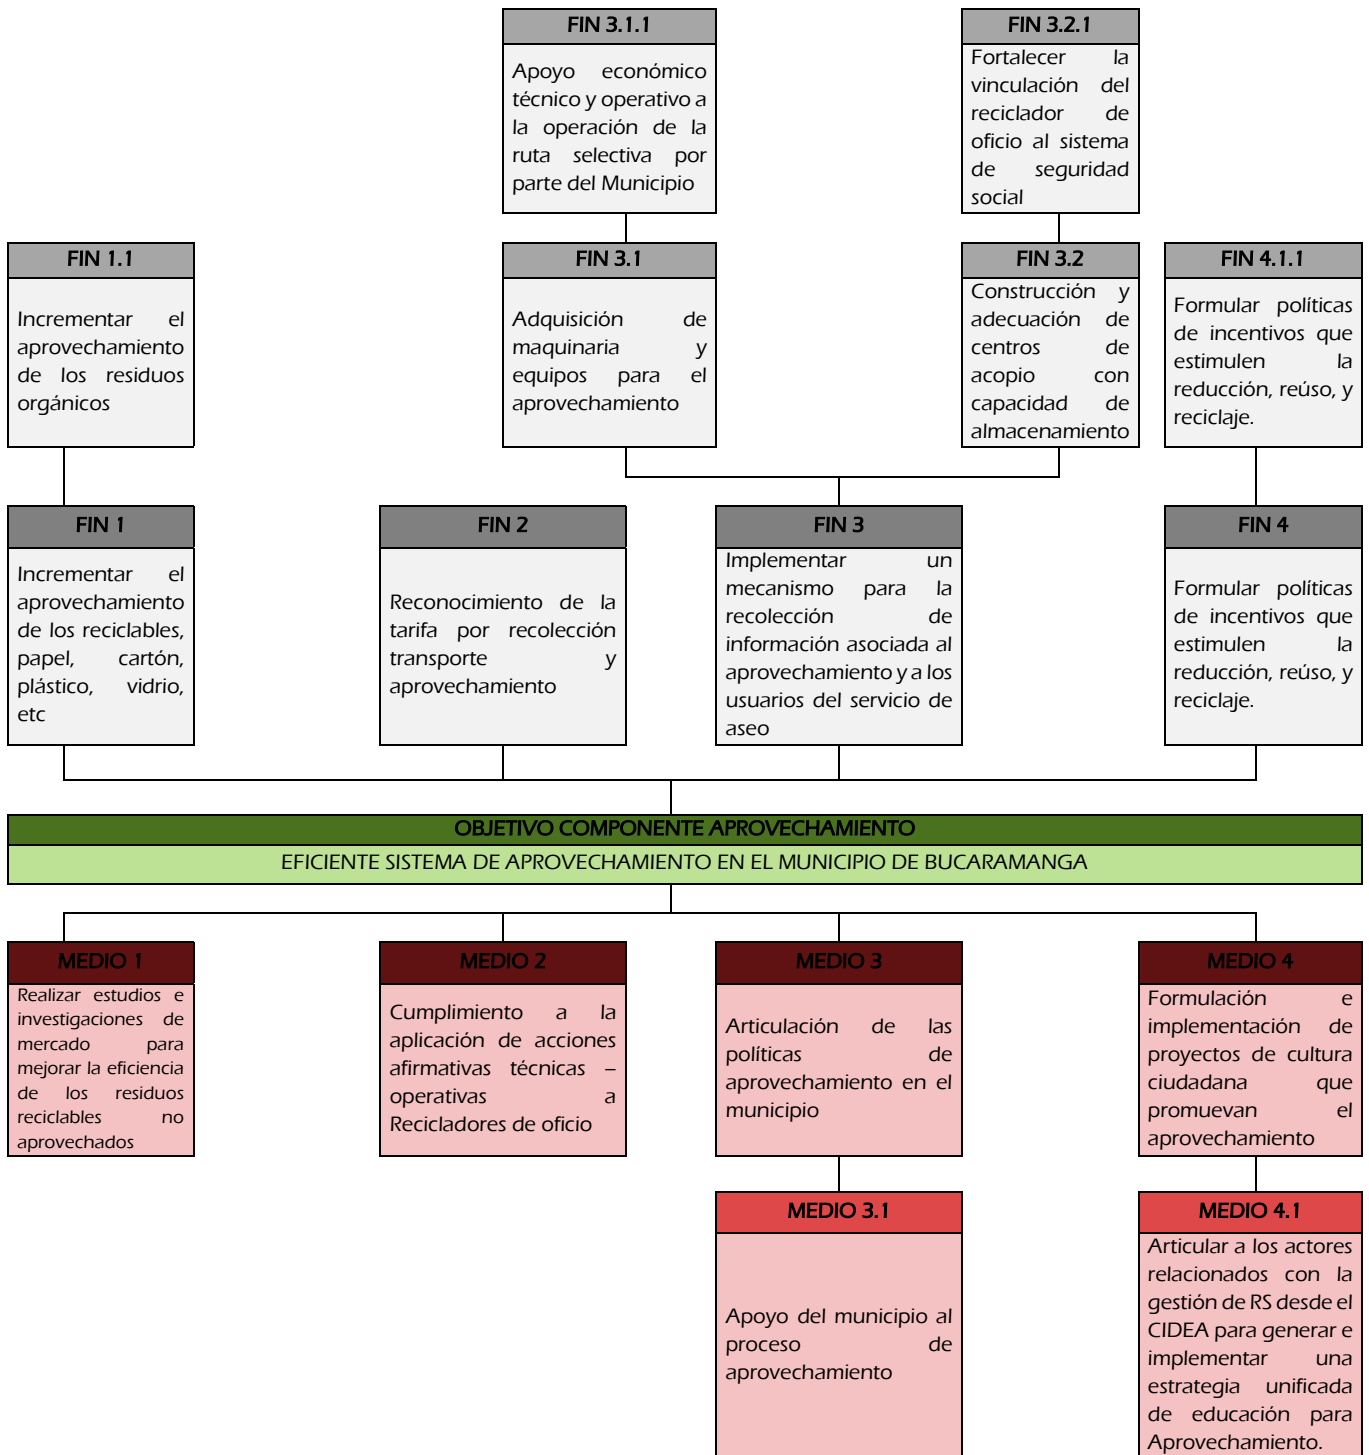 FIN 3.1.1
Apoyo económico
técnico y operativo a
la operación de la
ruta selectiva por
parte del Municipio
FIN 3.2.1
Fortalecer la
vinculación del
reciclador de
oficio al sistema
de seguridad
social
FIN 1.1
Incrementar el
aprovechamiento
de los residuos
orgánicos
FIN 3.1
Adquisición de
maquinaria y
equipos para el
aprovechamiento
FIN 3.2
Construcción y
adecuación de
centros de
acopio con
capacidad de
almacenamiento
FIN 4.1.1
Formular políticas
de incentivos que
estimulen la
reducción, reúso, y
reciclaje.
FIN 1
Incrementar el
aprovechamiento
de los reciclables,
papel, cartón,
plástico, vidrio,
etc
FIN 2
Reconocimiento de la
tarifa por recolección
transporte y
aprovechamiento
FIN 3
Implementar un
mecanismo para la
recolección de
información asociada al
aprovechamiento y a los
usuarios del servicio de
aseo
FIN 4
Formular políticas
de incentivos que
estimulen la
reducción, reúso, y
reciclaje.
OBJETIVO COMPONENTE APROVECHAMIENTO
EFICIENTE SISTEMA DE APROVECHAMIENTO EN EL MUNICIPIO DE BUCARAMANGA
MEDIO 1
Realizar estudios e
investigaciones de
mercado para
mejorar la eficiencia
de los residuos
reciclables no
aprovechados
MEDIO 2
Cumplimiento a la
aplicación de acciones
afirmativas técnicas –
operativas a
Recicladores de oficio
MEDIO 3
Articulación de las
políticas de
aprovechamiento en el
municipio
MEDIO 4
Formulación e
implementación de
proyectos de cultura
ciudadana que
promuevan el
aprovechamiento
MEDIO 3.1
Apoyo del municipio al
proceso de
aprovechamiento
MEDIO 4.1
Articular a los actores
relacionados con la
gestión de RS desde el
CIDEA para generar e
implementar una
estrategia unificada
de educación para
Aprovechamiento.